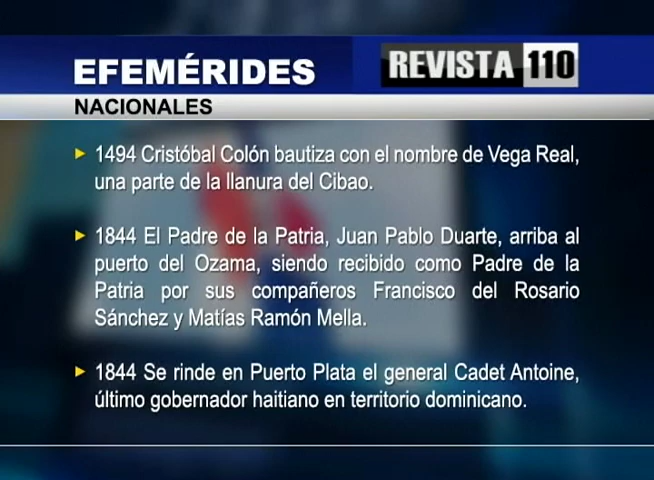 EFEMÉRIDES
REVISTA 110
NACIONALES
1494 Cristóbal Colón bautiza con el nombre de Vega Real,
una parte de la llanura del Cibao.
1844 El Padre de la Patria, Juan Pablo Duarte, arriba al
puerto del Ozama, siendo recibido como Padre de la
Patria por sus compañeros Francisco del Rosario
Sánchez y Matías Ramón Mella.
1844 Se rinde en Puerto Plata el general Cadet Antoine,
último gobernador haitiano en territorio dominicano.